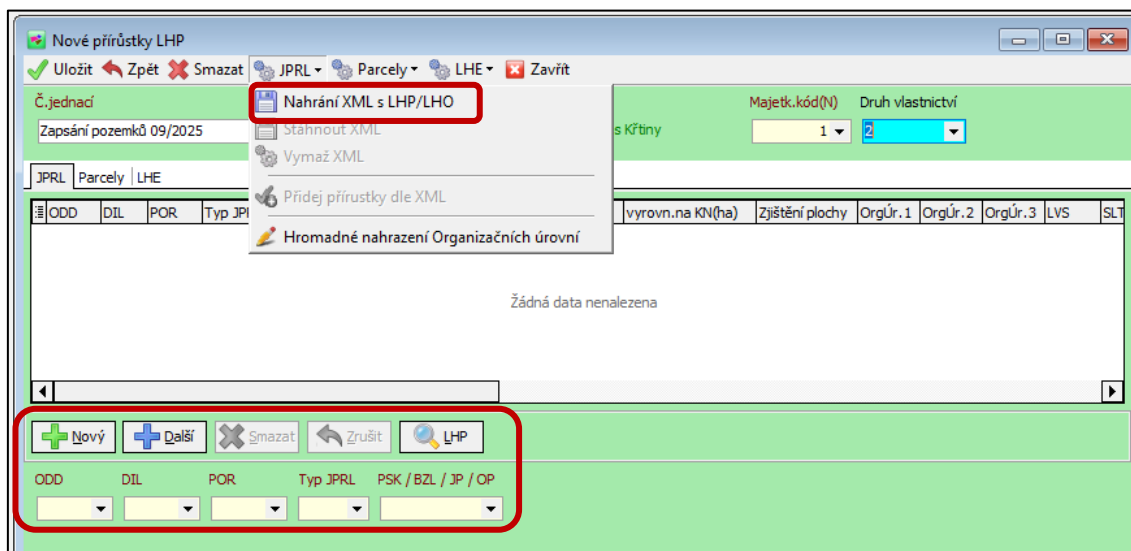 Nové přírůstky LHP
Uložit Zpět Smazat JPRL Parcely LHE Zavřít
Č.jednací Majetk.kód(N) Druh vlastnictví
Zapsání pozemků 09/2025 s Křtiny 1 2
Nahrání XML s LHP/LHO
Stáhnout XML
Vymaž XML
Přidej přírustky dle XML
Hromadné nahrazení Organizačních úrovní
JPRL Parcely LHE
ODD DIL POR Typ JP vyrovn.na KN(ha) Zjištění plochy OrgÚr.1 OrgÚr.2 OrgÚr.3 LVS SLT
Žádná data nenalezena
Nový Další Smazat Zrušit LHP
ODD DIL POR Typ JPRL PSK / BZL / JP / OP